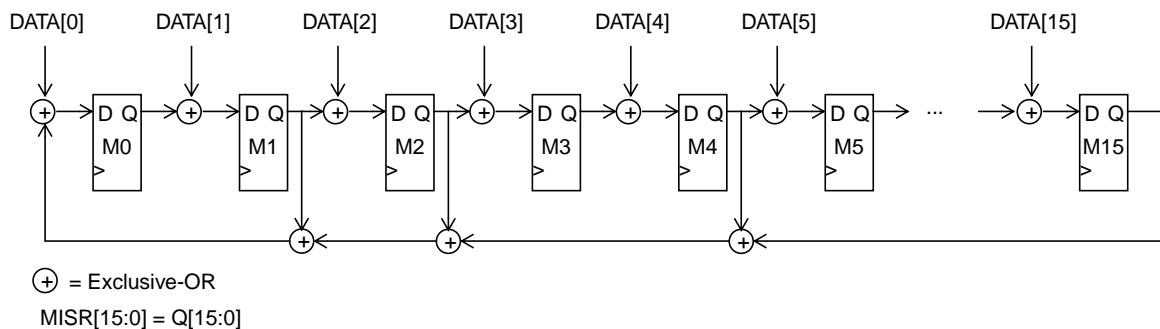 DATA[0] DATA[1] DATA[2] DATA[3] DATA[4] DATA[5] DATA[15]
+ + + + + + +
D Q D Q D Q D Q D Q D Q ... D Q
M0 M1 M2 M3 M4 M5 M15
> > > > > > >
+ + +
+ = Exclusive-OR
MISR[15:0] = Q[15:0]